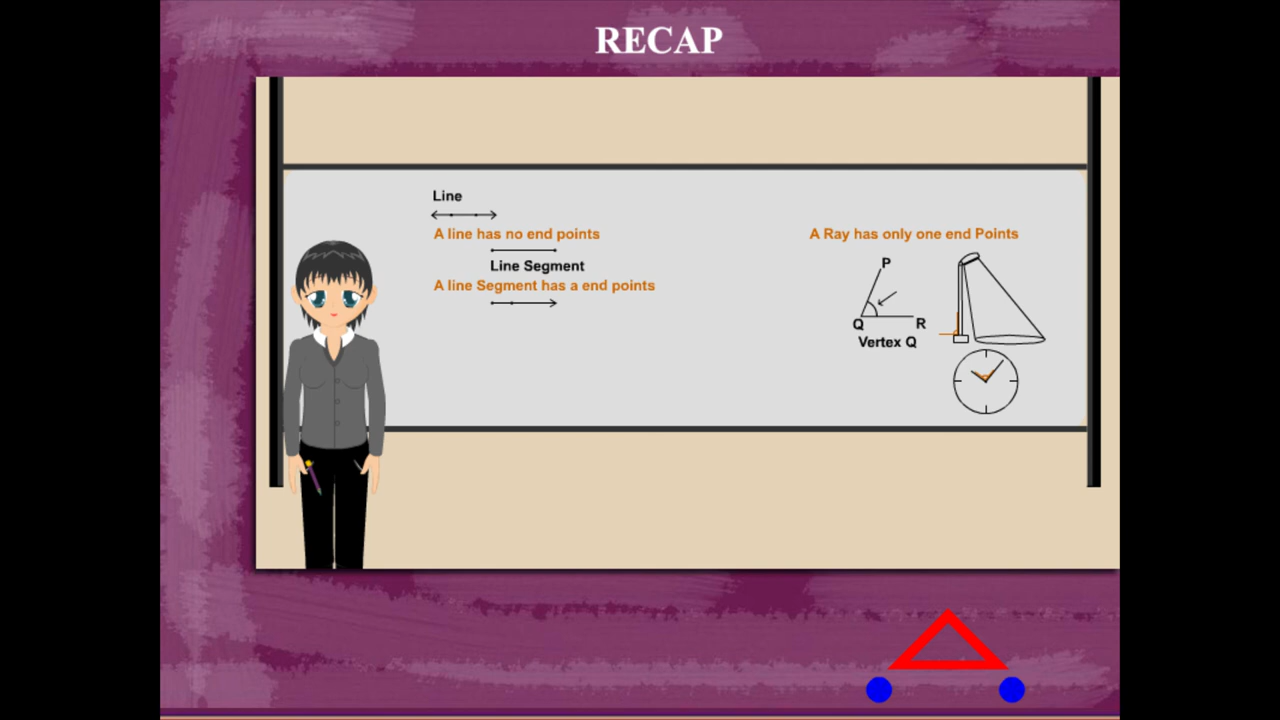 RECAP
Line
A line has no end points
Line Segment
A line Segment has a end points
A Ray has only one end Points
P
Q
R
Vertex Q